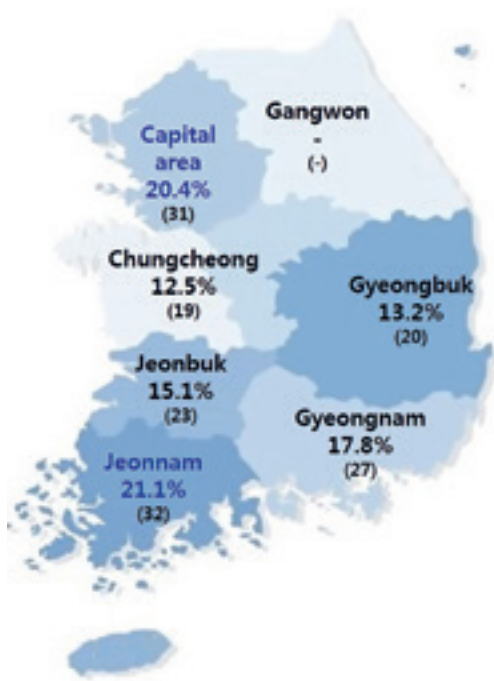 Gangwon
-
(-)
Capital
area
20.4%
(31)
Chungcheong
12.5%
(19)
Gyeongbuk
13.2%
(20)
Jeonbuk
15.1%
(23)
Gyeongnam
17.8%
(27)
Jeonnam
21.1%
(32)